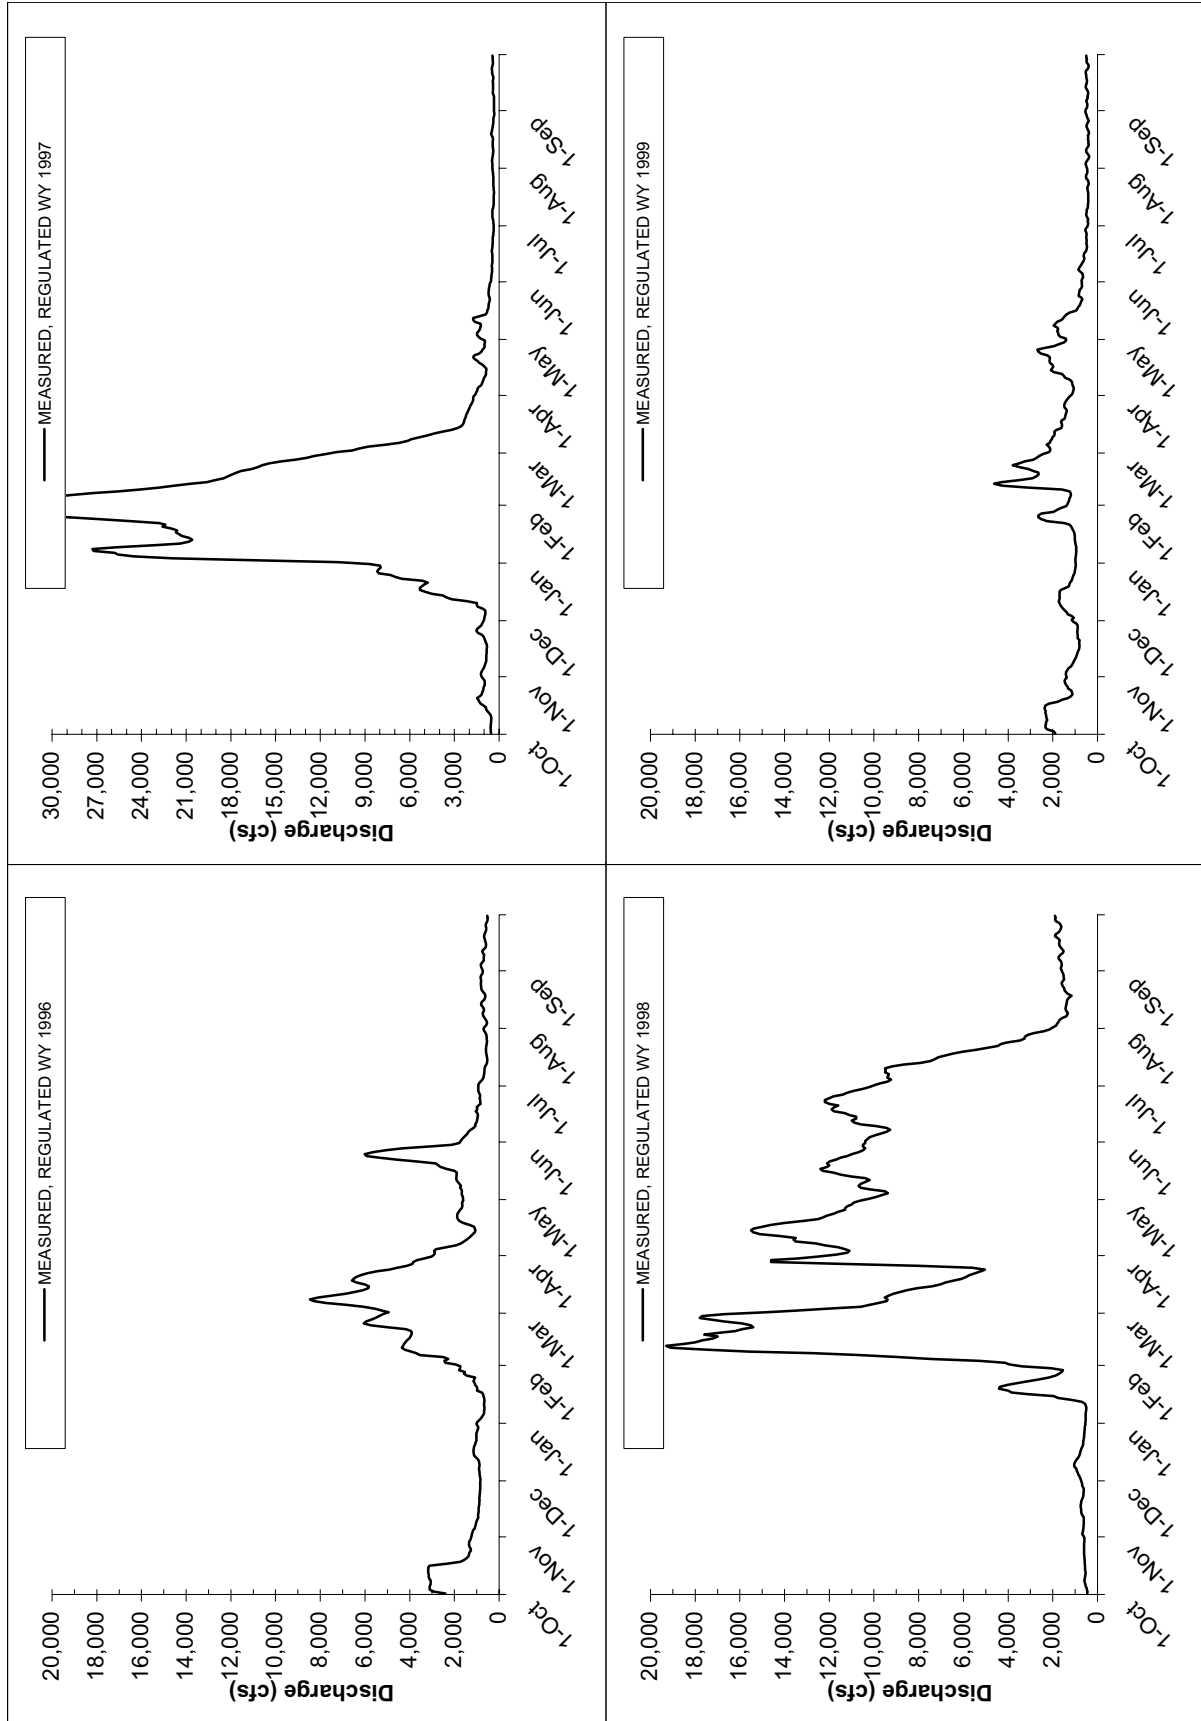 MEASURED, REGULATED WY 1996
Discharge (cfs)
20,000
18,000
16,000
14,000
12,000
10,000
8,000
6,000
4,000
2,000
0
1-Oct
1-Nov
1-Dec
1-Jan
1-Feb
1-Mar
1-Apr
1-May
1-Jun
1-Jul
1-Aug
1-Sep
MEASURED, REGULATED WY 1997
Discharge (cfs)
30,000
27,000
24,000
21,000
18,000
15,000
12,000
9,000
6,000
3,000
0
1-Oct
1-Nov
1-Dec
1-Jan
1-Feb
1-Mar
1-Apr
1-May
1-Jun
1-Jul
1-Aug
1-Sep
MEASURED, REGULATED WY 1998
Discharge (cfs)
20,000
18,000
16,000
14,000
12,000
10,000
8,000
6,000
4,000
2,000
0
1-Oct
1-Nov
1-Dec
1-Jan
1-Feb
1-Mar
1-Apr
1-May
1-Jun
1-Jul
1-Aug
1-Sep
MEASURED, REGULATED WY 1999
Discharge (cfs)
20,000
18,000
16,000
14,000
12,000
10,000
8,000
6,000
4,000
2,000
0
1-Oct
1-Nov
1-Dec
1-Jan
1-Feb
1-Mar
1-Apr
1-May
1-Jun
1-Jul
1-Aug
1-Sep